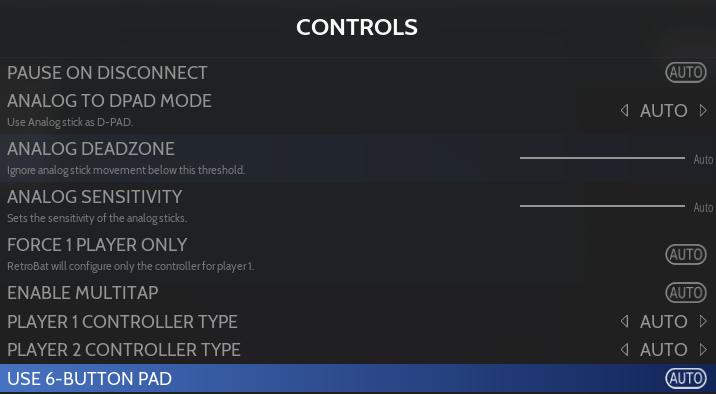 CONTROLS
PAUSE ON DISCONNECT AUTO
ANALOG TO DPAD MODE AUTO
Use Analog stick as D-PAD.
ANALOG DEADZONE Auto
Ignore analog stick movement below this threshold.
ANALOG SENSITIVITY Auto
Sets the sensitivity of the analog sticks.
FORCE 1 PLAYER ONLY AUTO
RetroBat will configure only the controller for player 1.
ENABLE MULTITAP AUTO
PLAYER 1 CONTROLLER TYPE AUTO
PLAYER 2 CONTROLLER TYPE AUTO
USE 6-BUTTON PAD AUTO